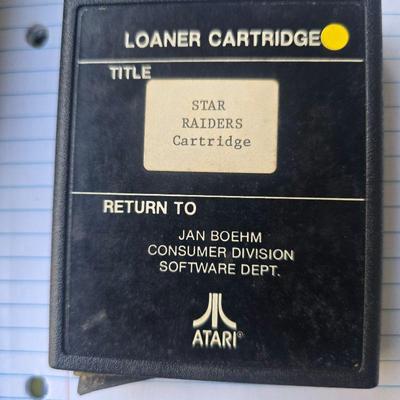 LOANER CARTRIDGE
TITLE
STAR
RAIDERS
Cartridge
RETURN TO
JAN BOEHM
CONSUMER DIVISION
SOFTWARE DEPT.
ATARI®